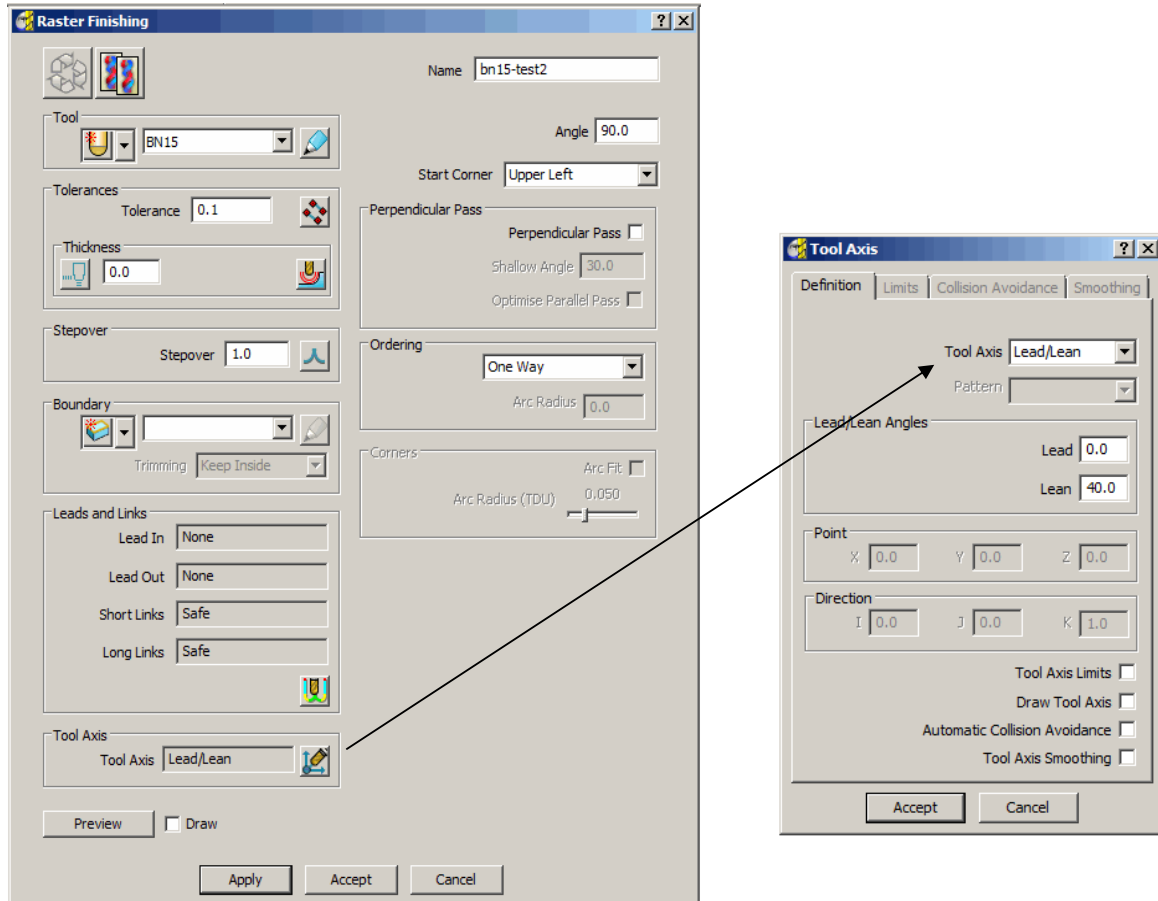 Raster Finishing
Name bn15-test2
Tool
BN15
Angle 90.0
Start Corner Upper Left
Tolerances
Tolerance 0.1
Thickness
0.0
Perpendicular Pass
Perpendicular Pass
Shallow Angle 30.0
Optimise Parallel Pass
Stepover
Stepover 1.0
Ordering
One Way
Arc Radius 0.0
Boundary
Trimming Keep Inside
Corners
Arc Fit
Arc Radius (TDU) 0.050
Leads and Links
Lead In None
Lead Out None
Short Links Safe
Long Links Safe
Tool Axis
Tool Axis Lead/Lean
Preview Draw
Apply Accept Cancel
Tool Axis
Definition Limits Collision Avoidance Smoothing
Tool Axis Lead/Lean
Pattern
Lead/Lean Angles
Lead 0.0
Lean 40.0
Point
X 0.0 Y 0.0 Z 0.0
Direction
I 0.0 J 0.0 K 1.0
Tool Axis Limits
Draw Tool Axis
Automatic Collision Avoidance
Tool Axis Smoothing
Accept Cancel